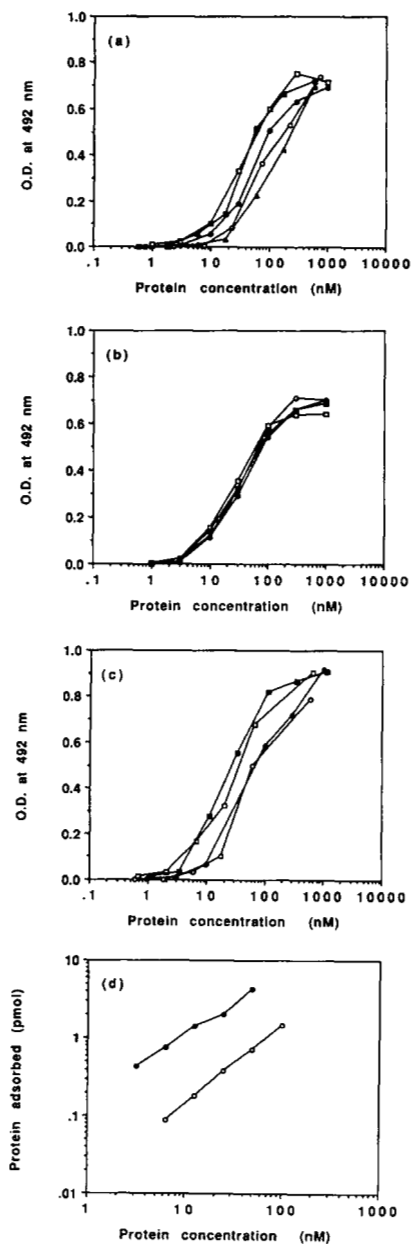 (a)
O.D. at 492 nm
1.0
0.8
0.6
0.4
0.2
0.0
.1 1 10 100 1000 10000
Protein concentration (nM)
(b)
O.D. at 492 nm
1.0
0.8
0.6
0.4
0.2
0.0
.1 1 10 100 1000 10000
Protein concentration (nM)
(c)
O.D. at 492 nm
1.0
0.8
0.6
0.4
0.2
0.0
.1 1 10 100 1000 10000
Protein concentration (nM)
(d)
Protein adsorbed (pmol)
10
1
.1
.01
1 10 100 1000
Protein concentration (nM)